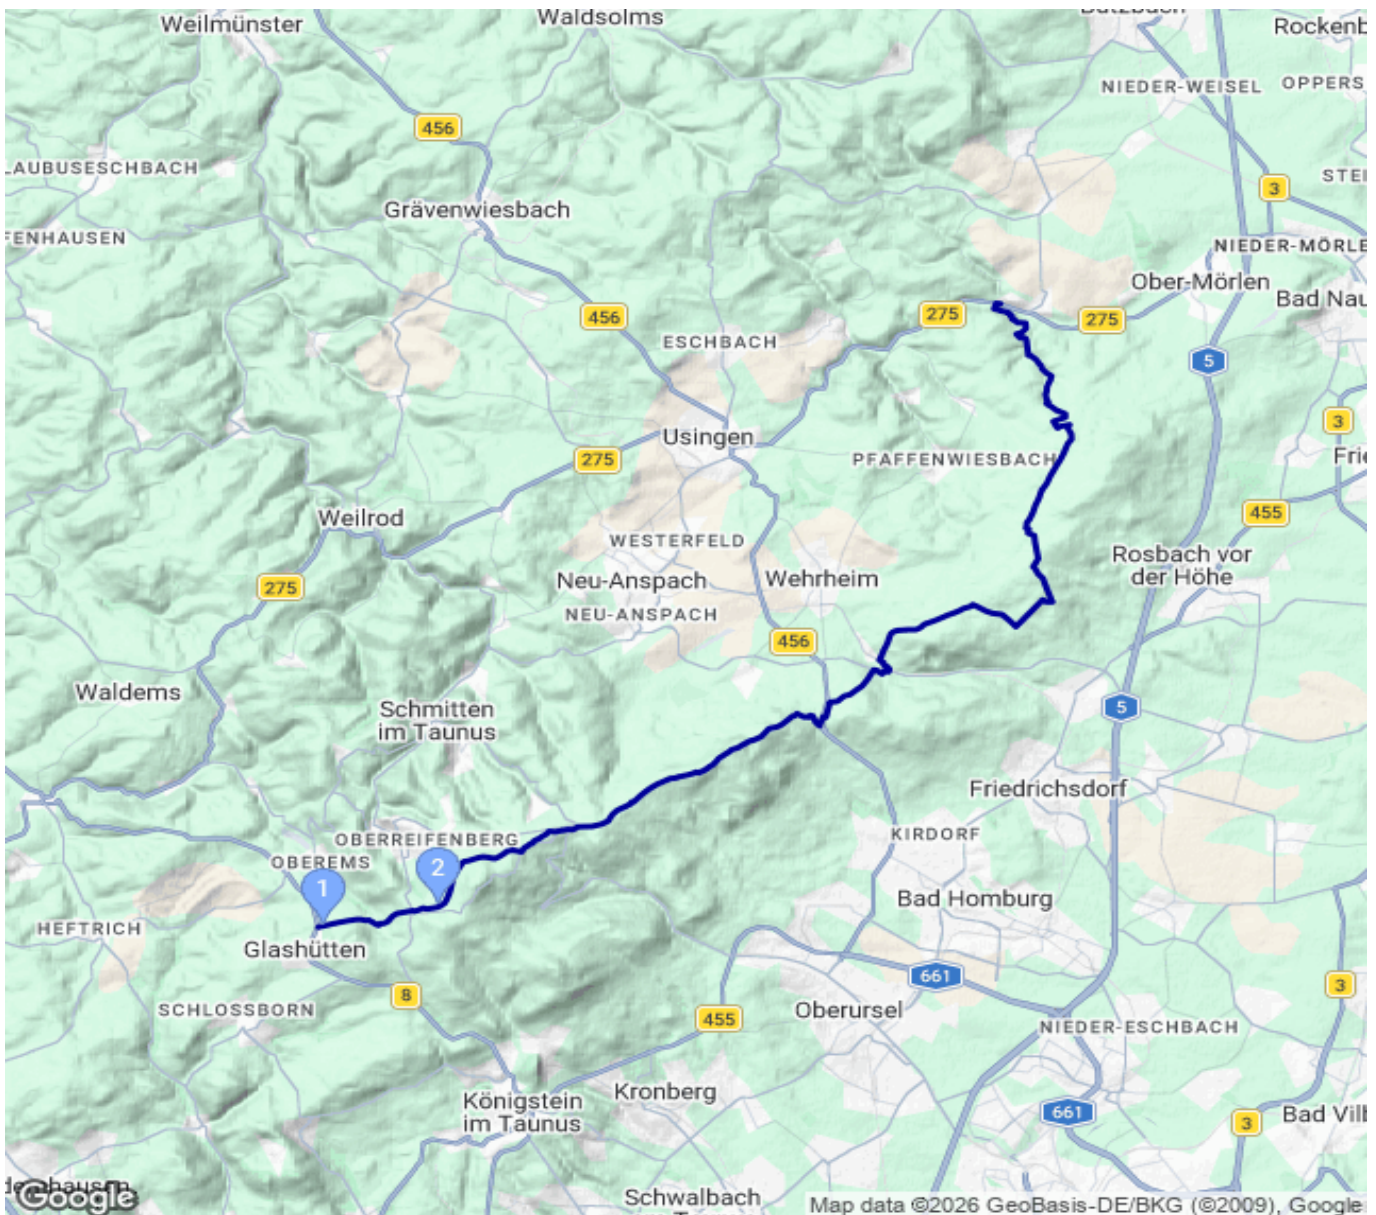 Weilmünster
Waldsolms
Butzbach
Rockenb
NIEDER-WEISEL
OPPERS
456
LAUBUSESCHBACH
3
STEI
Grävenwiesbach
FENHAUSEN
NIEDER-MÖRLE
Ober-Mörlen
Bad Nau
456
275
275
ESCHBACH
5
3
Usingen
275
PFAFFENWIESBACH
Frie
455
Weilrod
WESTERFELD
Rosbach vor
der Höhe
Neu-Anspach
Wehrheim
275
NEU-ANSPACH
456
Waldems
Schmitten
im Taunus
5
Friedrichsdorf
OBERREIFENBERG
KIRDORF
OBEREMS
2
1
Bad Homburg
HEFTRICH
Glashütten
661
8
3
SCHLOSSBORN
455
Oberursel
NIEDER-ESCHBACH
Kronberg
Königstein
im Taunus
661
3
Bad Vilb
Google
Schwalbach
Map data ©2026 GeoBasis-DE/BKG (©2009), Google